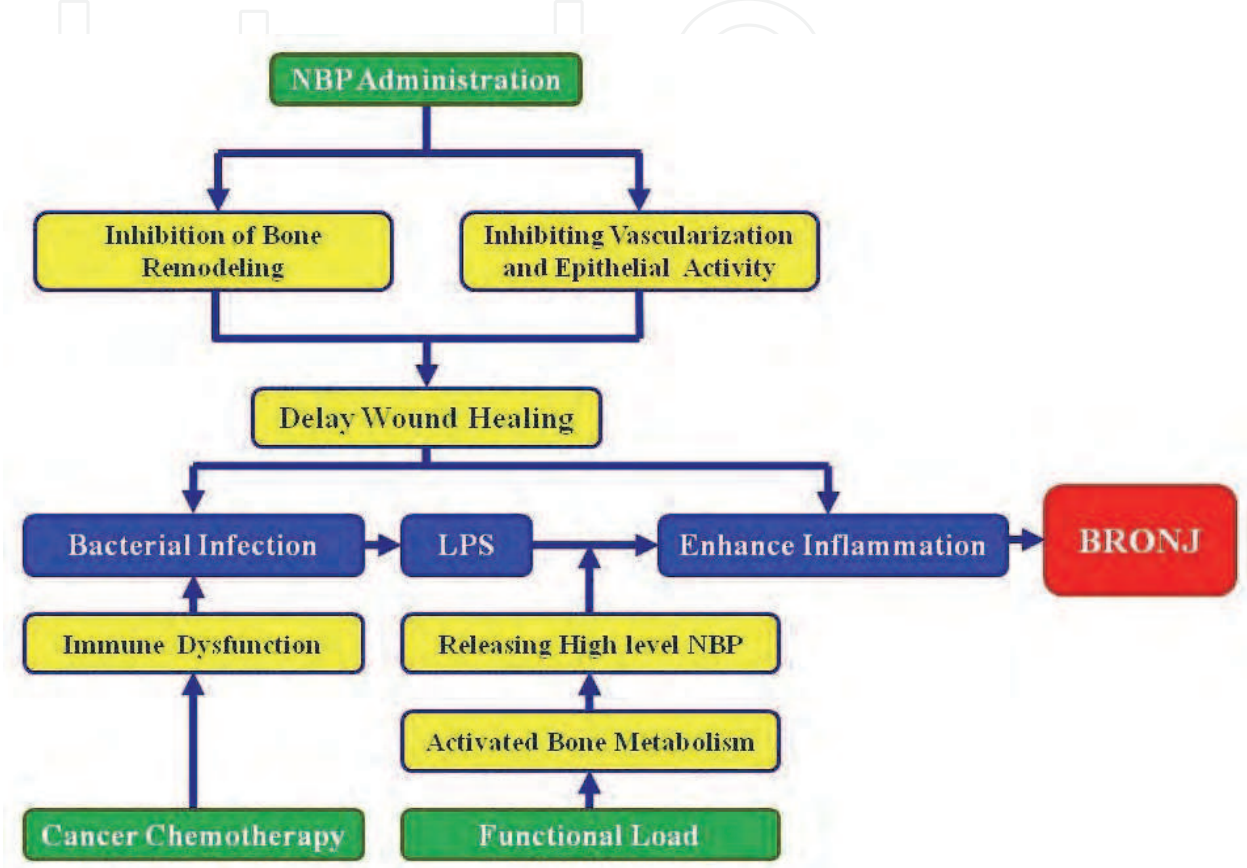 NBP Administration
Inhibition of Bone
Remodeling
Inhibiting Vascularization
and Epithelial Activity
Delay Wound Healing
Bacterial Infection
LPS
Enhance Inflammation
BRONJ
Immune Dysfunction
Releasing High level NBP
Activated Bone Metabolism
Cancer Chemotherapy
Functional Load